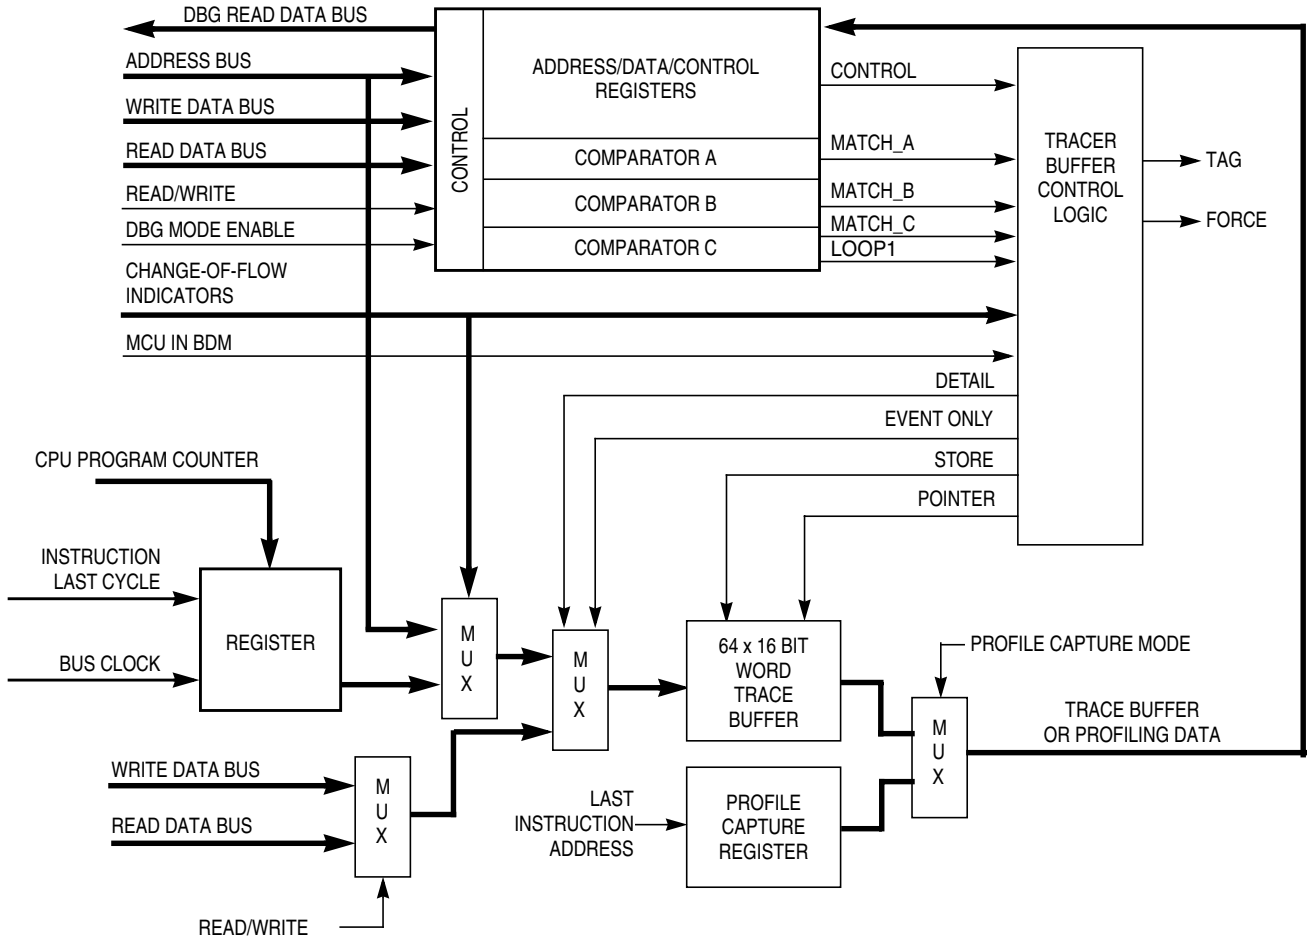 DBG READ DATA BUS
ADDRESS BUS
WRITE DATA BUS
READ DATA BUS
READ/WRITE
DBG MODE ENABLE
CHANGE-OF-FLOW
INDICATORS
MCU IN BDM
CONTROL
ADDRESS/DATA/CONTROL
REGISTERS
COMPARATOR A
COMPARATOR B
COMPARATOR C
CONTROL
MATCH_A
MATCH_B
MATCH_C
LOOP1
TRACER
BUFFER
CONTROL
LOGIC
TAG
FORCE
DETAIL
EVENT ONLY
STORE
POINTER
CPU PROGRAM COUNTER
INSTRUCTION
LAST CYCLE
BUS CLOCK
REGISTER
M
U
X
M
U
X
64 x 16 BIT
WORD
TRACE
BUFFER
PROFILE CAPTURE MODE
M
U
X
TRACE BUFFER
OR PROFILING DATA
WRITE DATA BUS
READ DATA BUS
M
U
X
READ/WRITE
LAST
INSTRUCTION
ADDRESS
PROFILE
CAPTURE
REGISTER